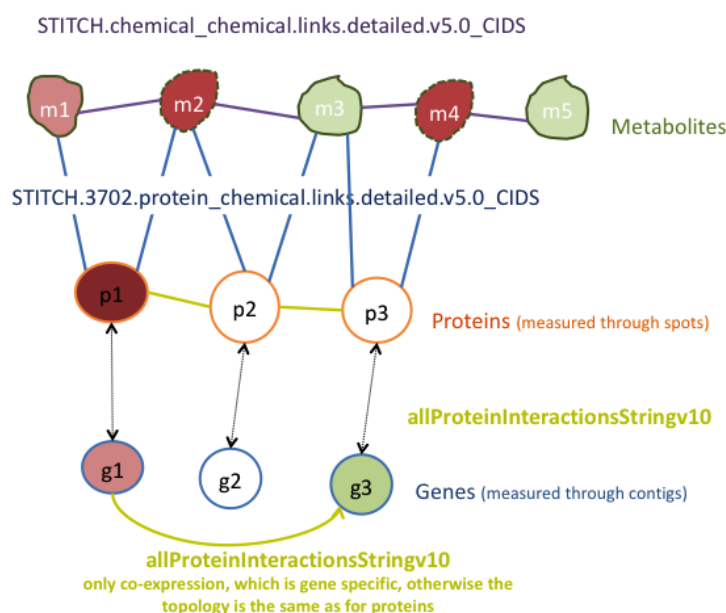 STITCH.chemical_chemical.links.detailed.v5.0_CIDS
m1 m2 m3 m4 m5
Metabolites
STITCH.3702.protein_chemical.links.detailed.v5.0_CIDS
p1 p2 p3
Proteins (measured through spots)
allProteinInteractionsStringv10
g1 g2 g3
Genes (measured through contigs)
allProteinInteractionsStringv10
only co-expression, which is gene specific, otherwise the
topology is the same as for proteins